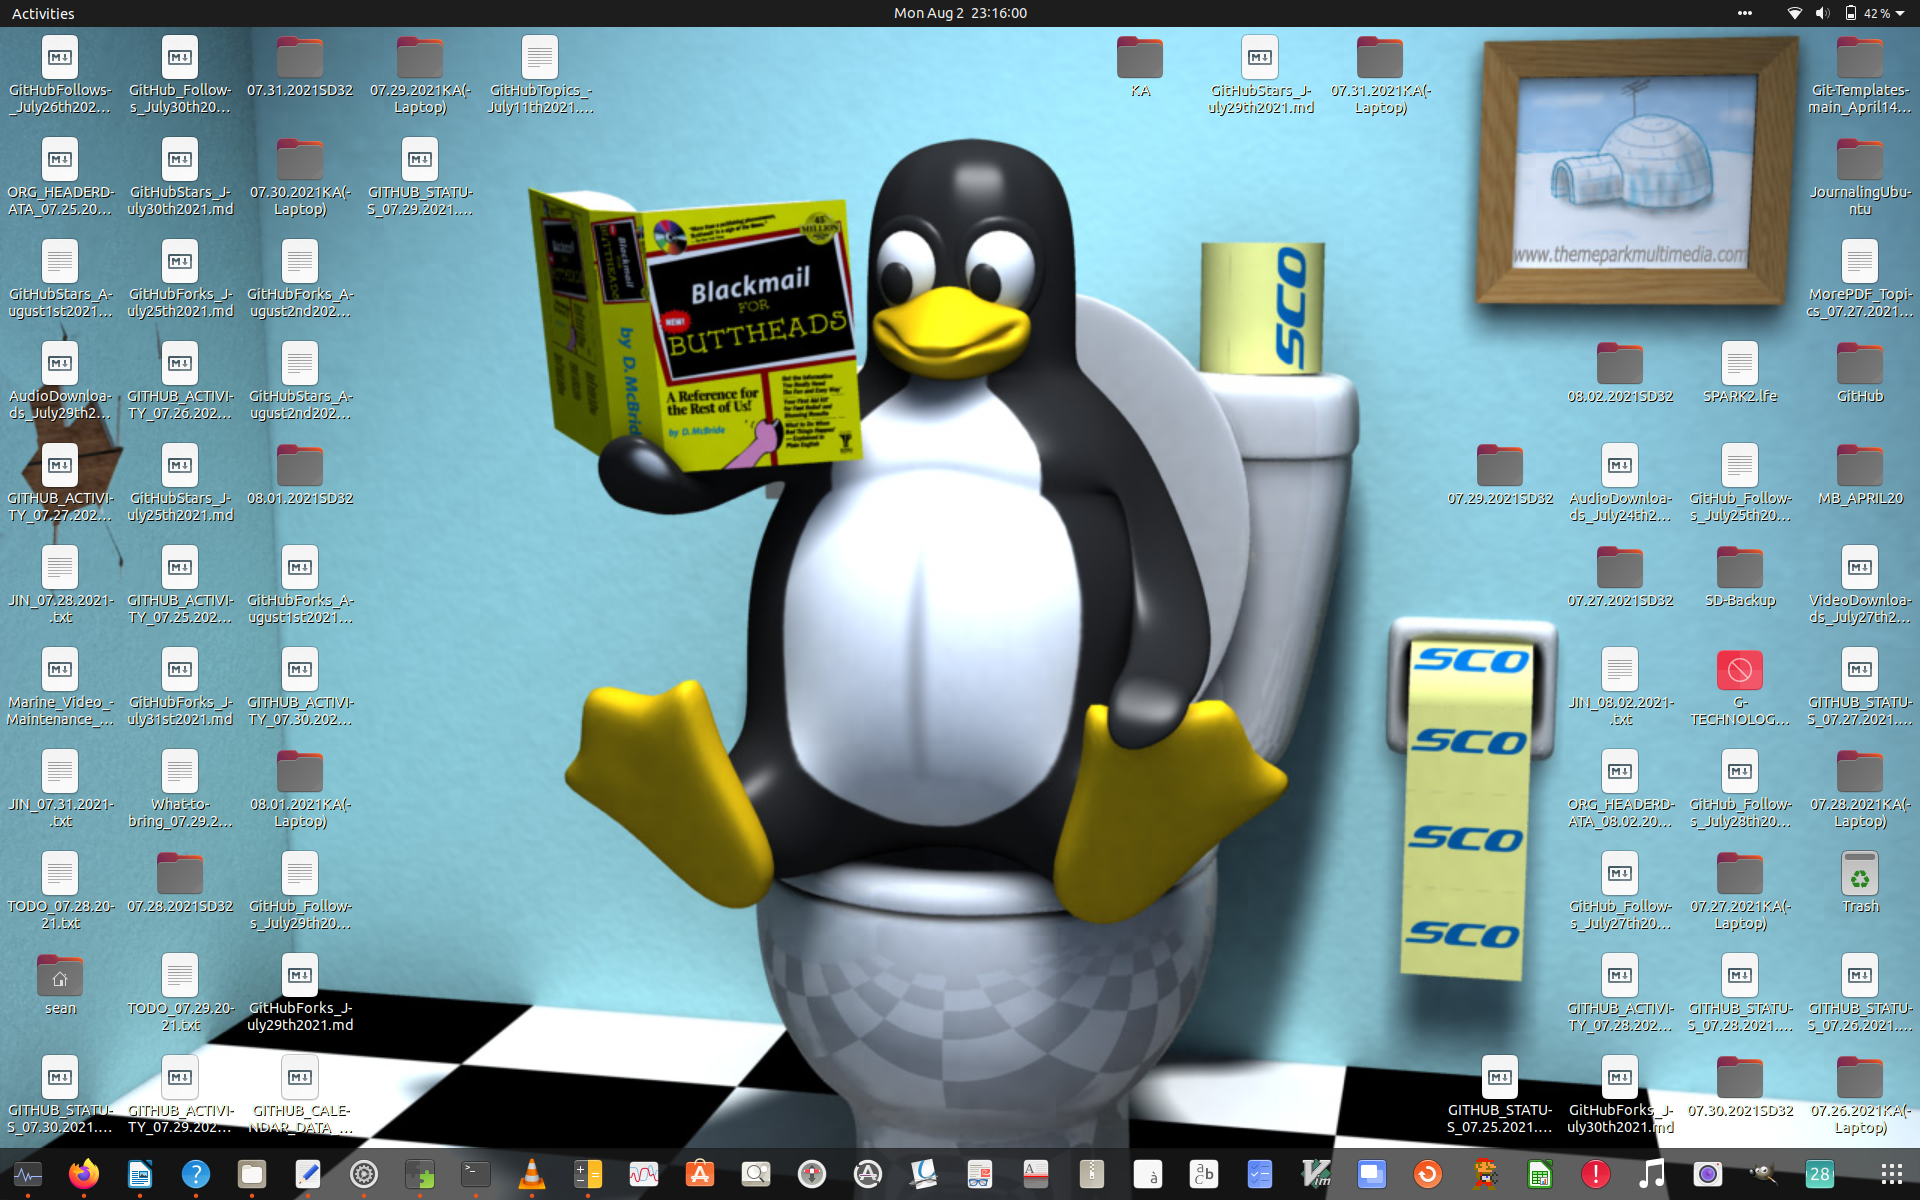 Activities
Mon Aug 2 23:16:00
42 %
GitHubFollows-
_July26th202...
GitHub_Follow-
s_July30th20...
07.31.2021SD32
07.29.2021KA(-
Laptop)
GitHubTopics_-
July11th2021....
KA
GitHubStars_J-
uly29th2021.md
07.31.2021KA(-
Laptop)
Git-Templates-
main_April14...
ORG_HEADERD-
ATA_07.25.20...
GitHubStars_J-
uly30th2021.md
07.30.2021KA(-
Laptop)
GITHUB_STATU-
S_07.29.2021....
JournalingUbu-
ntu
GitHubStars_A-
ugust1st2021...
GitHubForks_J-
uly25th2021.md
GitHubForks_A-
ugust2nd202...
MorePDF_Topi-
cs_07.27.2021...
AudioDownloa-
ds_July29th2...
GITHUB_ACTIVI-
TY_07.26.202...
GitHubStars_A-
ugust2nd202...
08.02.2021SD32
SPARK2.lfe
GitHub
GITHUB_ACTIVI-
TY_07.27.202...
GitHubStars_J-
uly25th2021.md
08.01.2021SD32
07.29.2021SD32
AudioDownloa-
ds_July24th2...
GitHub_Follow-
s_July25th20...
MB_APRIL20
JIN_07.28.2021-
.txt
GITHUB_ACTIVI-
TY_07.25.202...
GitHubForks_A-
ugust1st2021...
07.27.2021SD32
SD-Backup
VideoDownloa-
ds_July27th2...
Marine_Video_-
Maintenance_...
GitHubForks_J-
uly31st2021.md
GITHUB_ACTIVI-
TY_07.30.202...
JIN_08.02.2021-
.txt
G-
TECHNOLOG...
GITHUB_STATU-
S_07.27.2021....
JIN_07.31.2021-
.txt
What-to-
bring_07.29.2...
08.01.2021KA(-
Laptop)
ORG_HEADERD-
ATA_08.02.20...
GitHub_Follow-
s_July28th20...
07.28.2021KA(-
Laptop)
TODO_07.28.20-
21.txt
07.28.2021SD32
GitHub_Follow-
s_July29th20...
GitHub_Follow-
s_July27th20...
07.27.2021KA(-
Laptop)
Trash
sean
TODO_07.29.20-
21.txt
GitHubForks_J-
uly29th2021.md
GITHUB_ACTIVI-
TY_07.28.202...
GITHUB_STATU-
S_07.28.2021....
GITHUB_STATU-
S_07.26.2021....
GITHUB_STATU-
S_07.30.2021....
GITHUB_ACTIVI-
TY_07.29.202...
GITHUB_CALE-
NDAR_DATA_...
GITHUB_STATU-
S_07.25.2021....
GitHubForks_J-
uly30th2021.md
07.30.2021SD32
07.26.2021KA(-
Laptop)
Blackmail
FOR
BUTTHEADS
NEW!
A Reference for
the Rest of Us!
by D. McBride
Blackmail
by D. McBrid
SCO
www.themeparkmultimedia.com
SCO
SCO
SCO
SCO
28